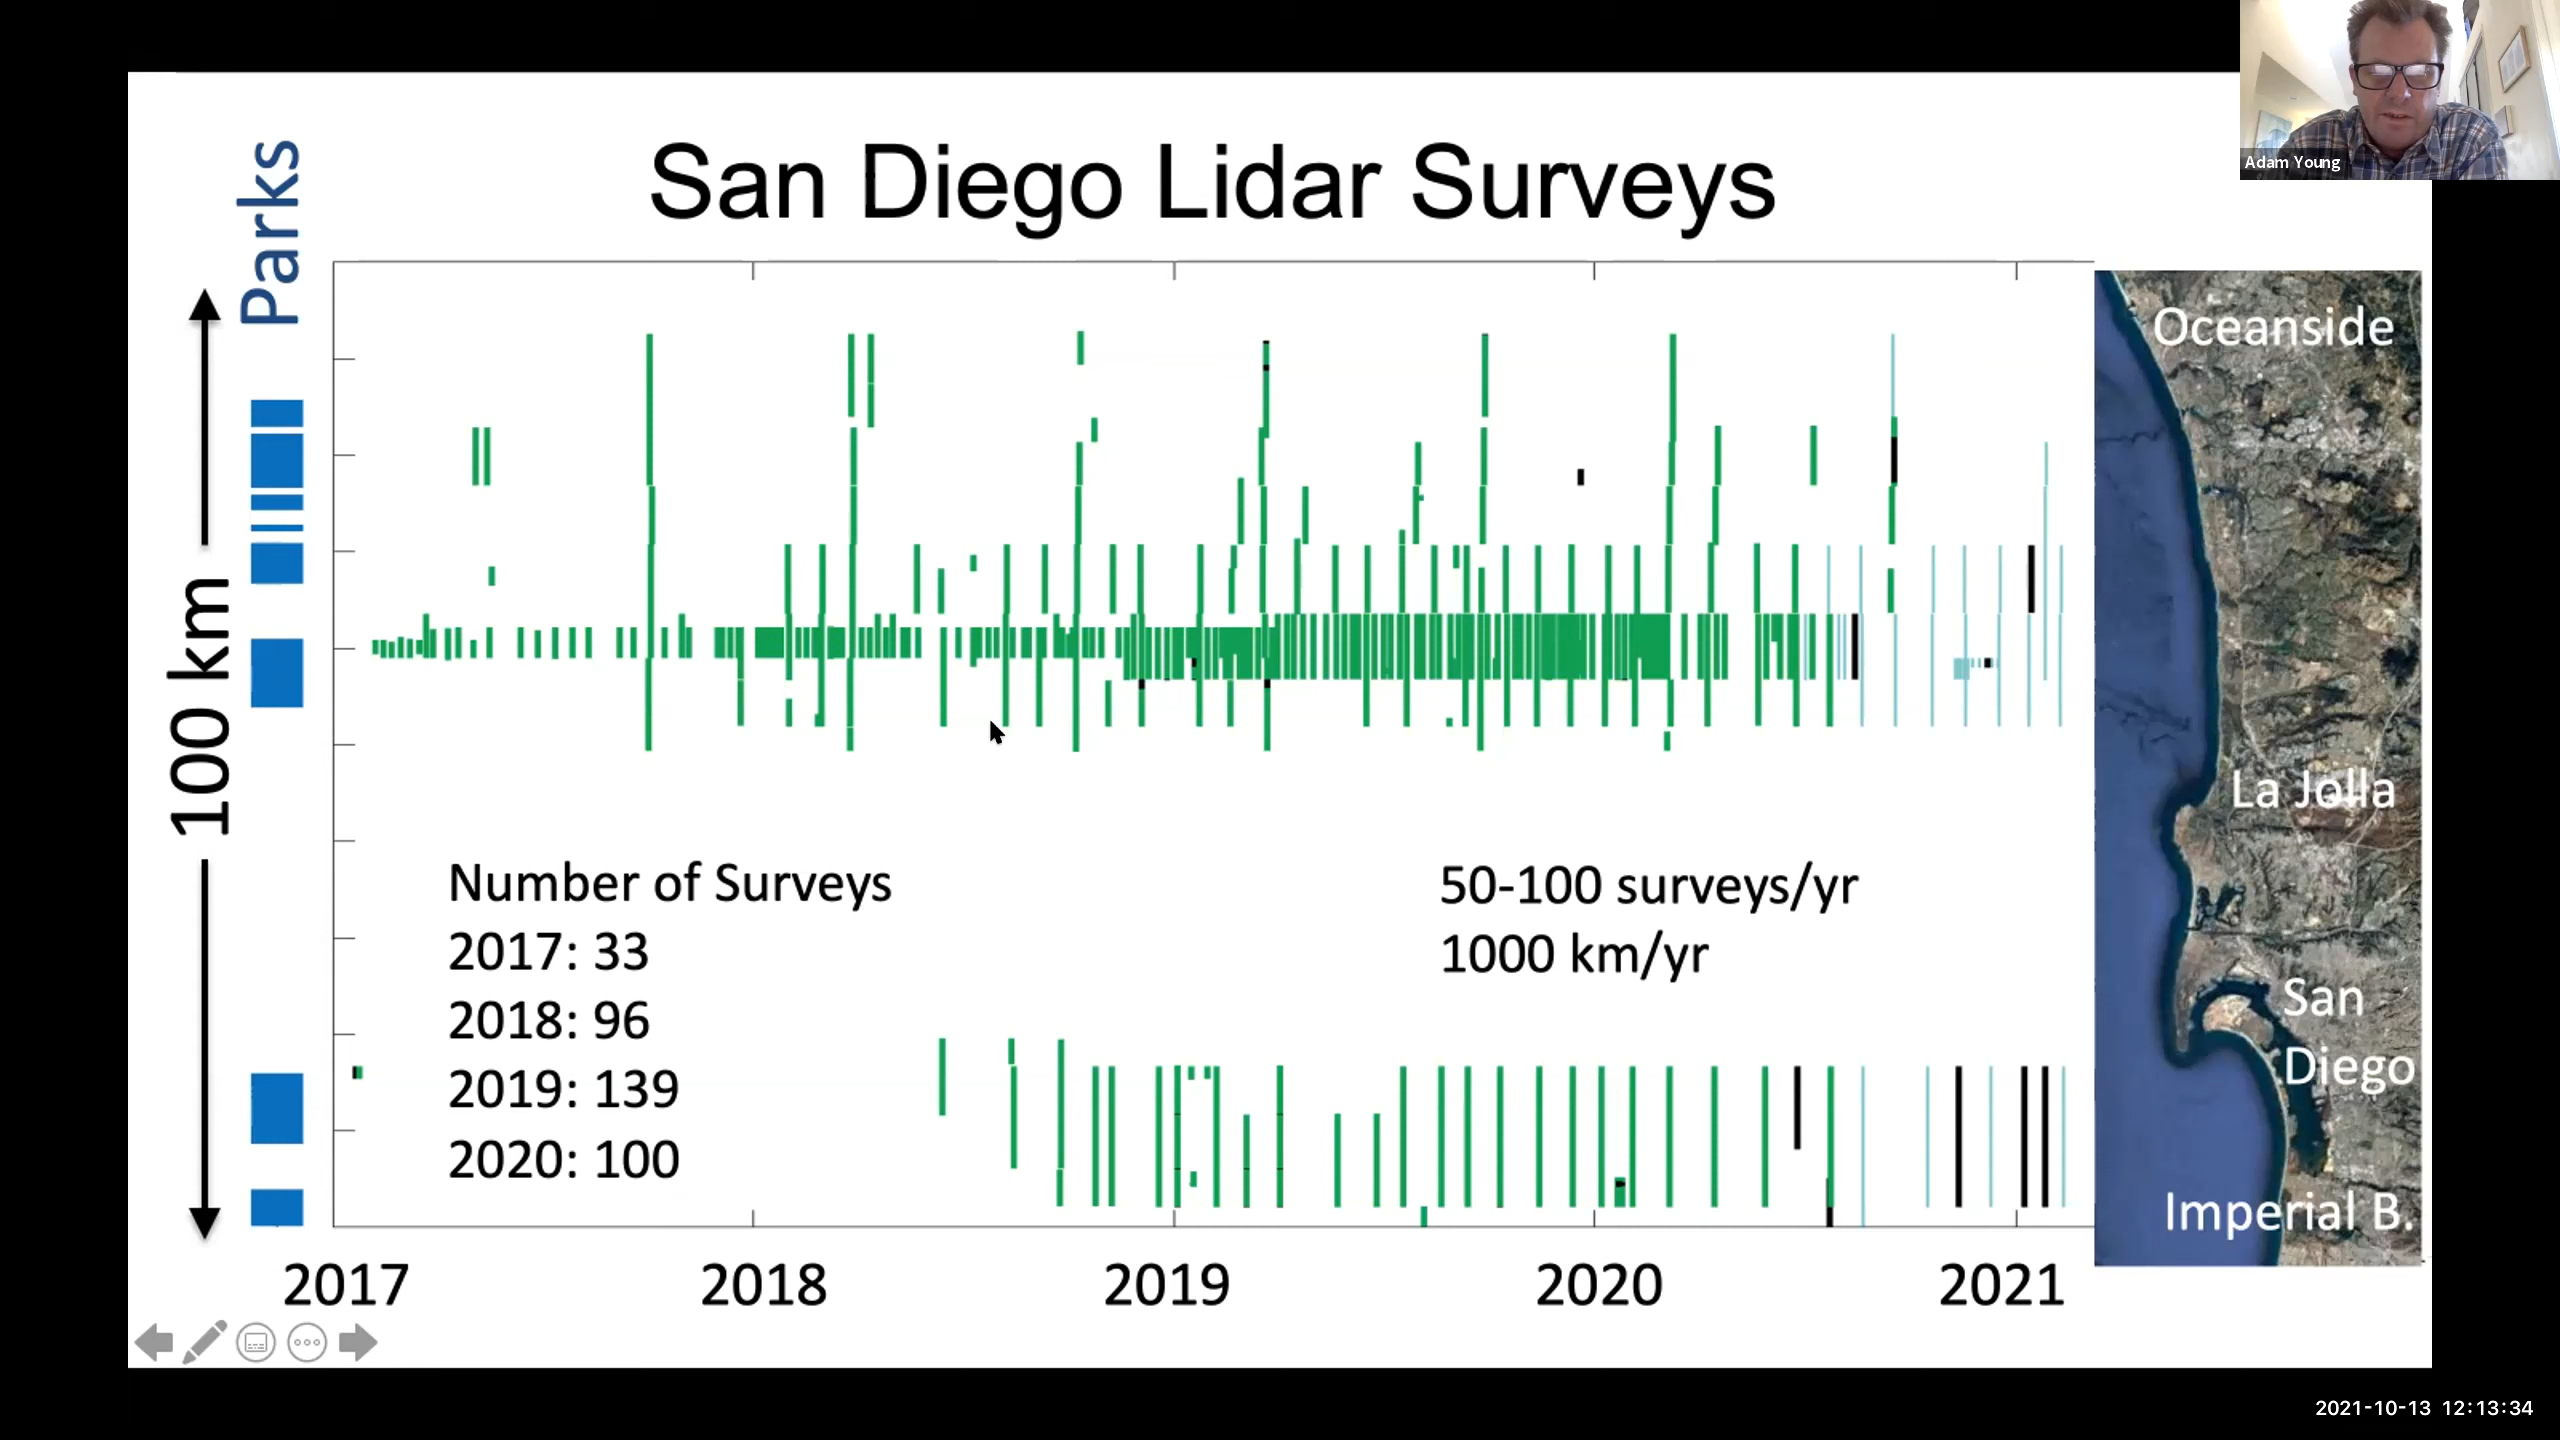 Adam Young
San Diego Lidar Surveys
Parks
100 km
Oceanside
La Jolla
San
Diego
Imperial B.
Number of Surveys
2017: 33
2018: 96
2019: 139
2020: 100
50-100 surveys/yr
1000 km/yr
2017
2018
2019
2020
2021
2021-10-13 12:13:34